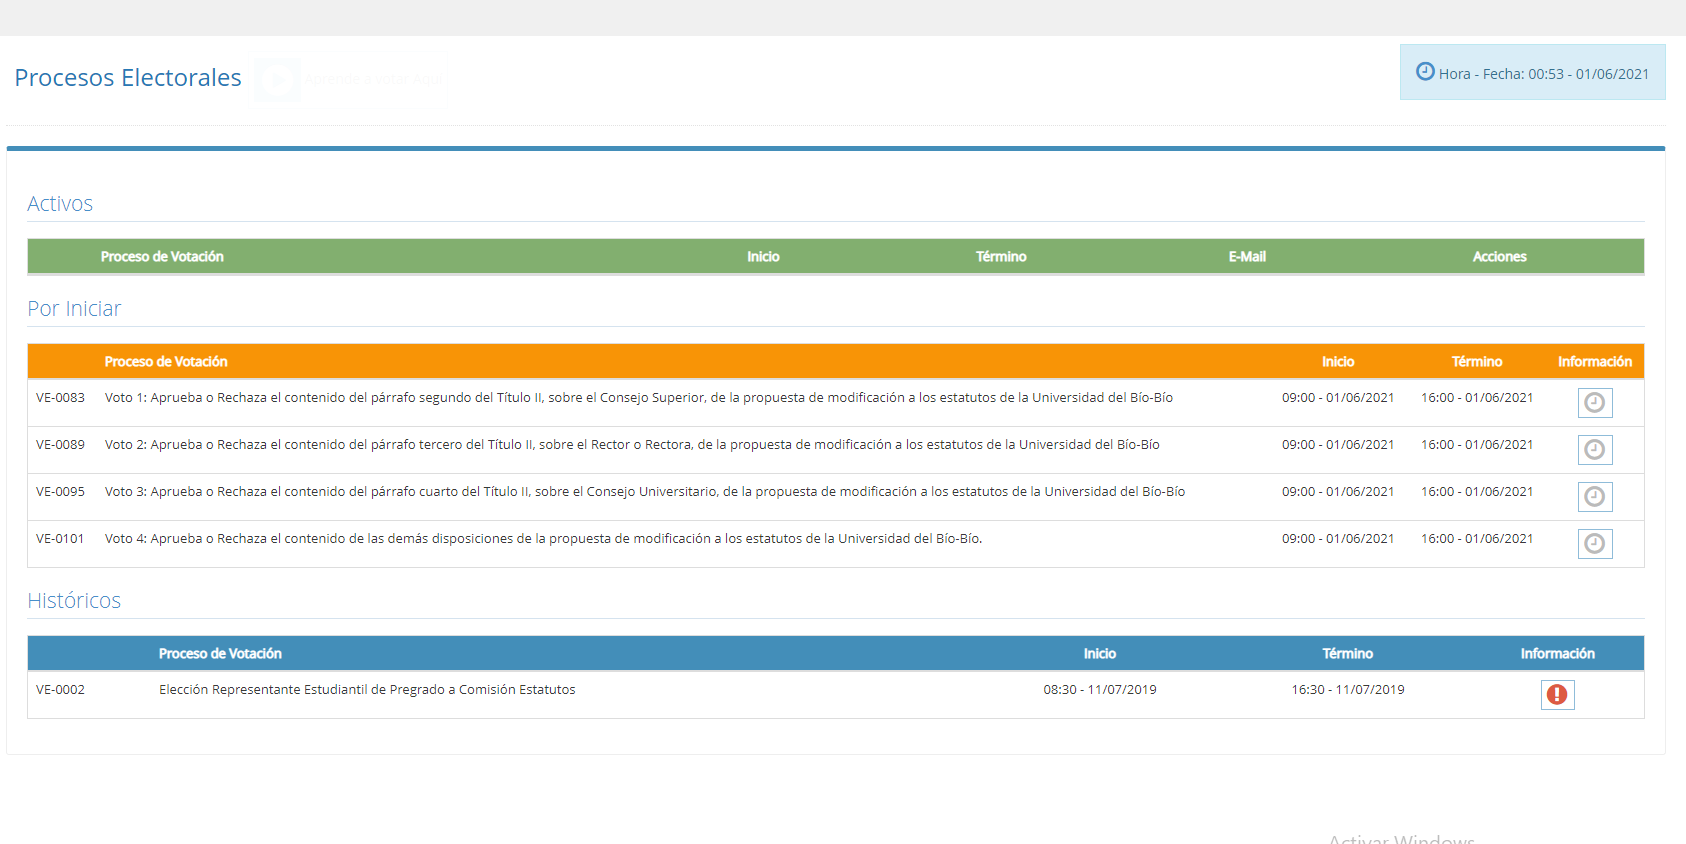 Procesos Electorales
Hora - Fecha: 00:53 - 01/06/2021
Activos
Proceso de Votación Inicio Término E-Mail Acciones
Por Iniciar
Proceso de Votación Inicio Término Información
VE-0083 Voto 1: Aprueba o Rechaza el contenido del párrafo segundo del Título II, sobre el Consejo Superior, de la propuesta de modificación a los estatutos de la Universidad del Bío-Bío 09:00 - 01/06/2021 16:00 - 01/06/2021
VE-0089 Voto 2: Aprueba o Rechaza el contenido del párrafo tercero del Título II, sobre el Rector o Rectora, de la propuesta de modificación a los estatutos de la Universidad del Bío-Bío 09:00 - 01/06/2021 16:00 - 01/06/2021
VE-0095 Voto 3: Aprueba o Rechaza el contenido del párrafo cuarto del Título II, sobre el Consejo Universitario, de la propuesta de modificación a los estatutos de la Universidad del Bío-Bío 09:00 - 01/06/2021 16:00 - 01/06/2021
VE-0101 Voto 4: Aprueba o Rechaza el contenido de las demás disposiciones de la propuesta de modificación a los estatutos de la Universidad del Bío-Bío. 09:00 - 01/06/2021 16:00 - 01/06/2021
Históricos
Proceso de Votación Inicio Término Información
VE-0002 Elección Representante Estudiantil de Pregrado a Comisión Estatutos 08:30 - 11/07/2019 16:30 - 11/07/2019
Activar Windows